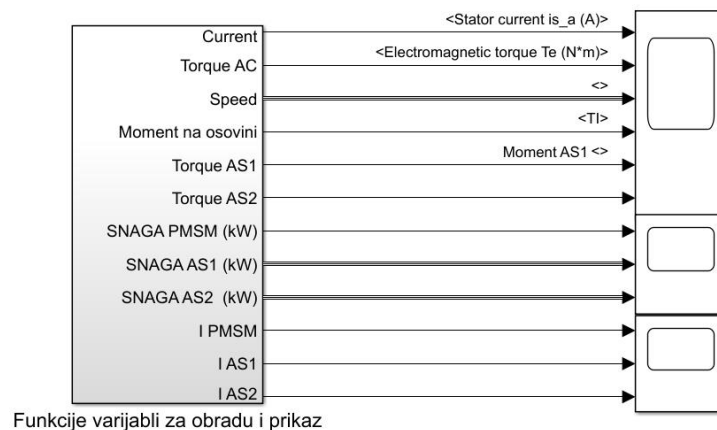 Current
<Stator current is_a (A)>
Torque AC
<Electromagnetic torque Te (N*m)>
Speed
<>
Moment na osovini
<Tl>
Torque AS1
Moment AS1 <>
Torque AS2
SNAGA PMSM (kW)
SNAGA AS1 (kW)
SNAGA AS2 (kW)
I PMSM
I AS1
I AS2
Funkcije varijabli za obradu i prikaz